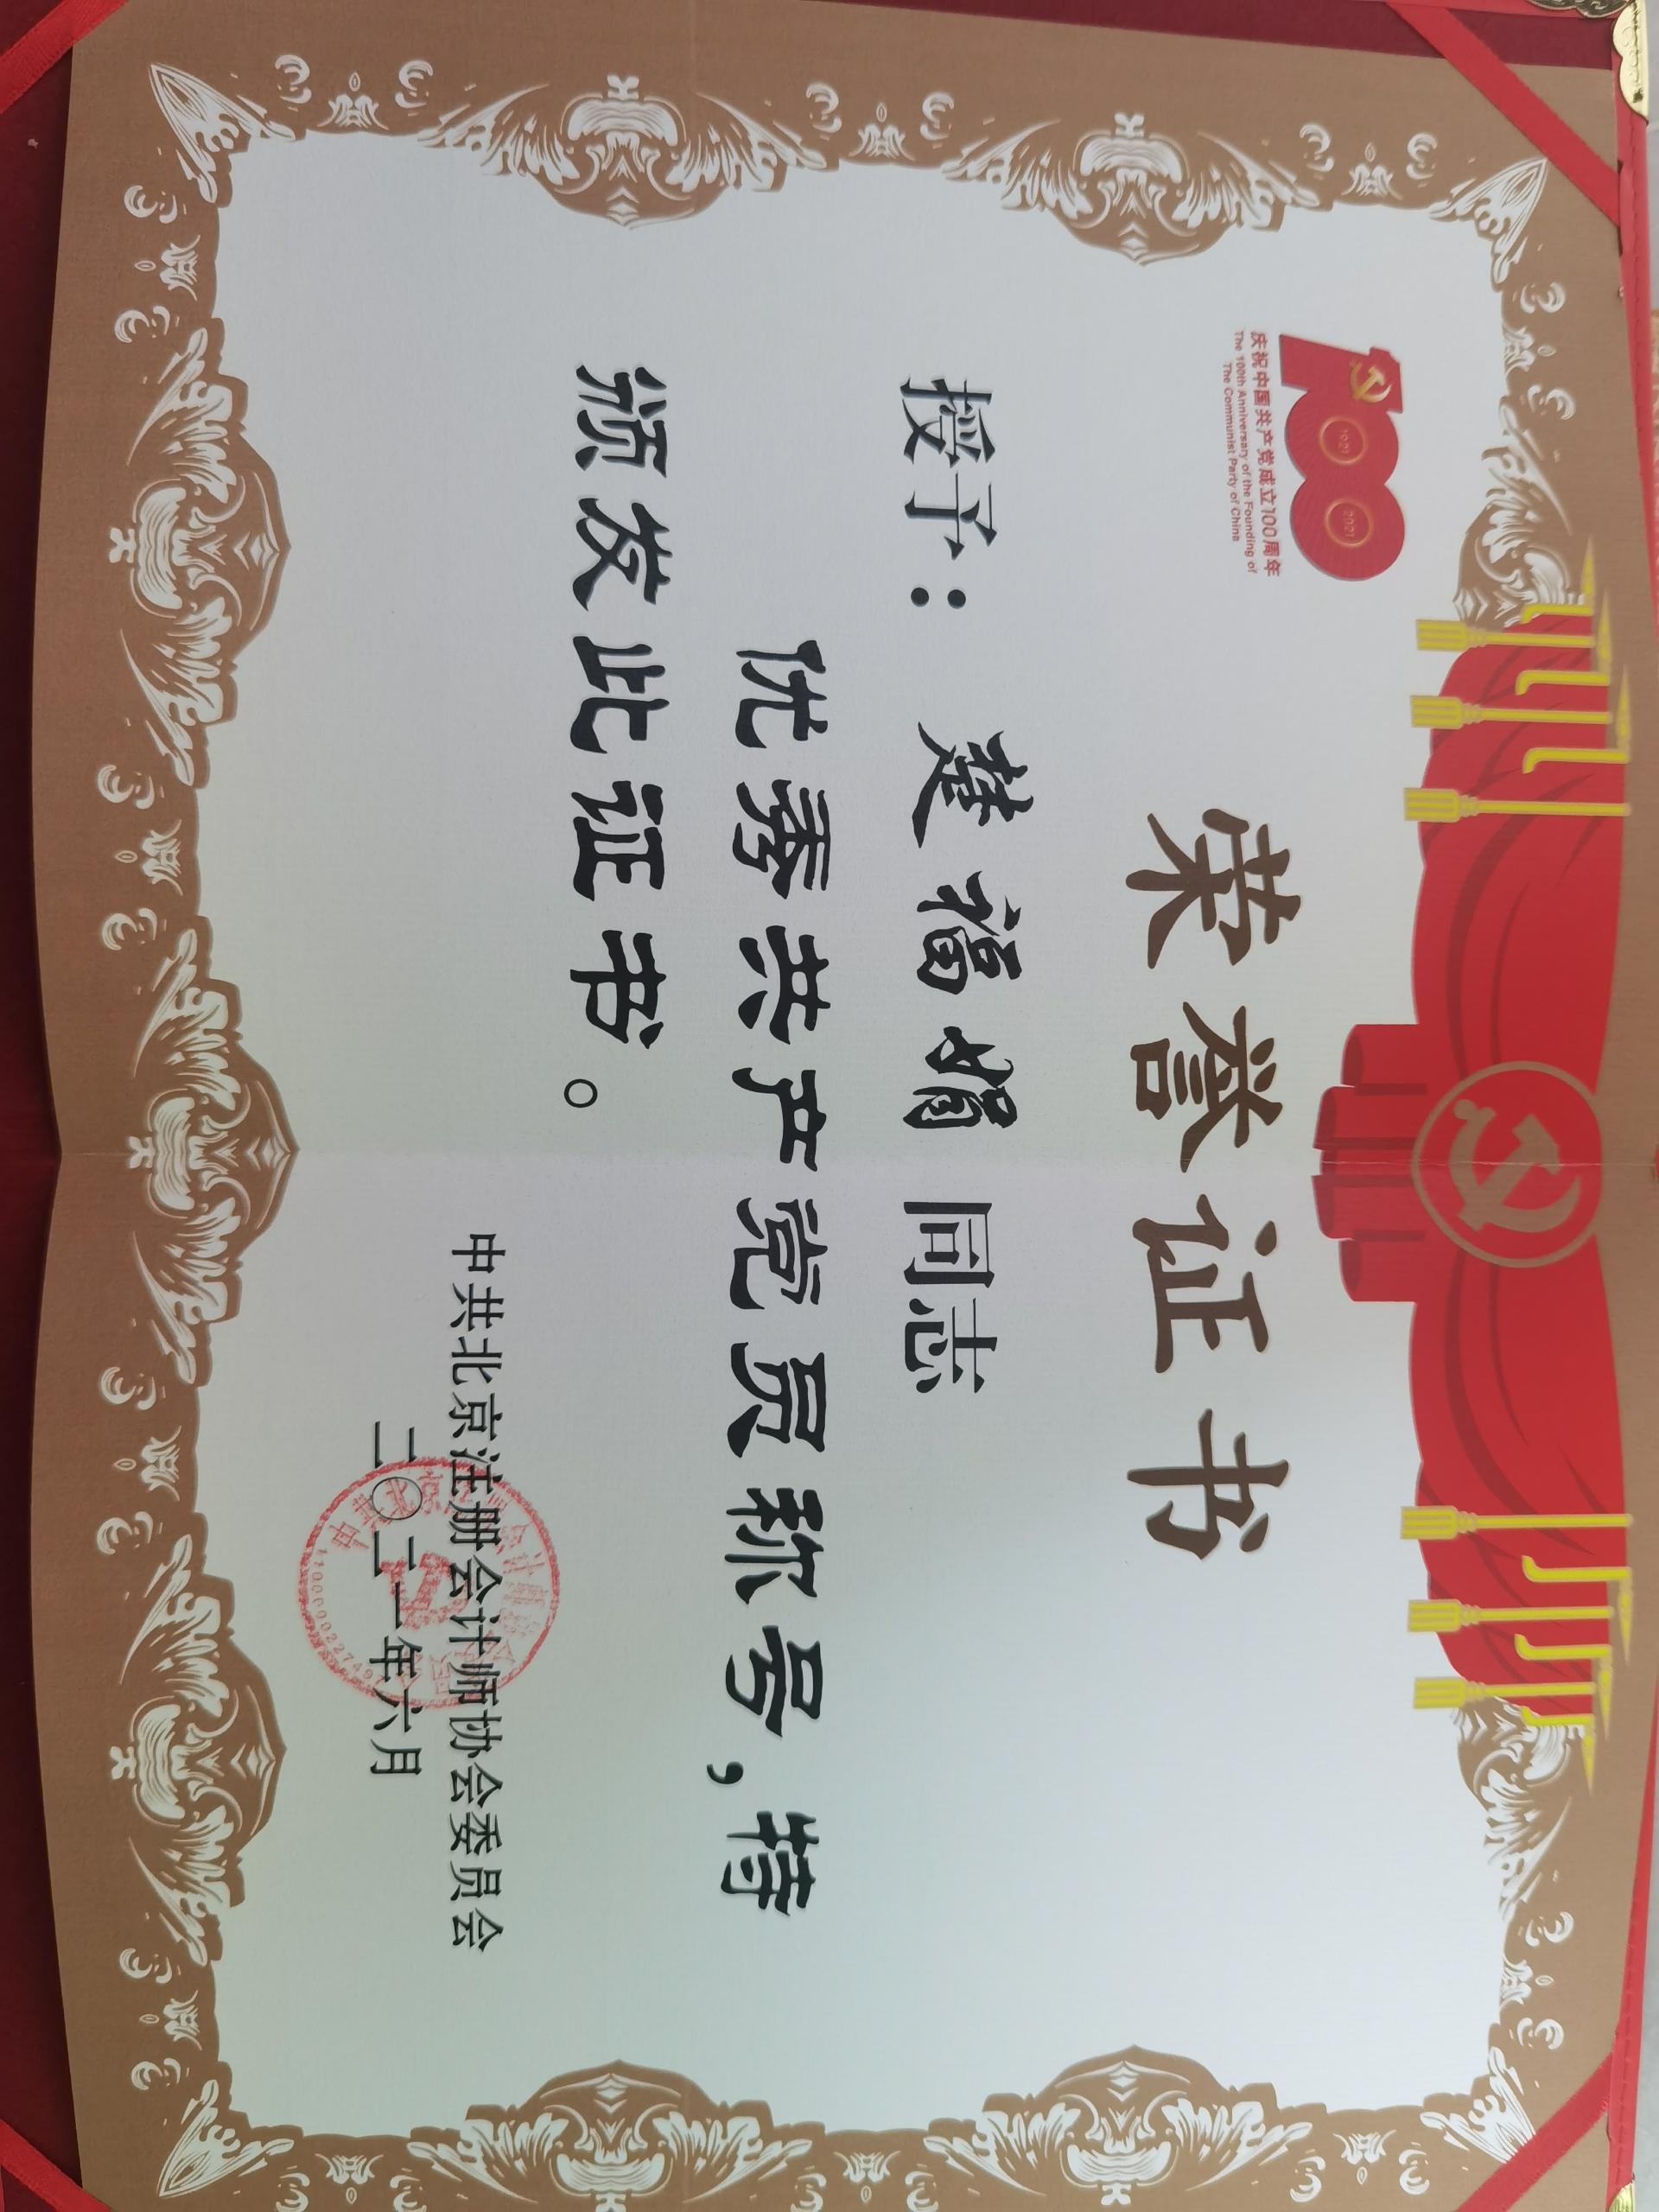 荣誉证书
1921
2021
庆祝中国共产党成立100周年
The 100th Anniversary of the Founding of
The Communist Party of China
授予：楚福娟同志
优秀共产党员称号，特
颁发此证书。
中共北京注册会计师协会委员会
二〇二一年六月